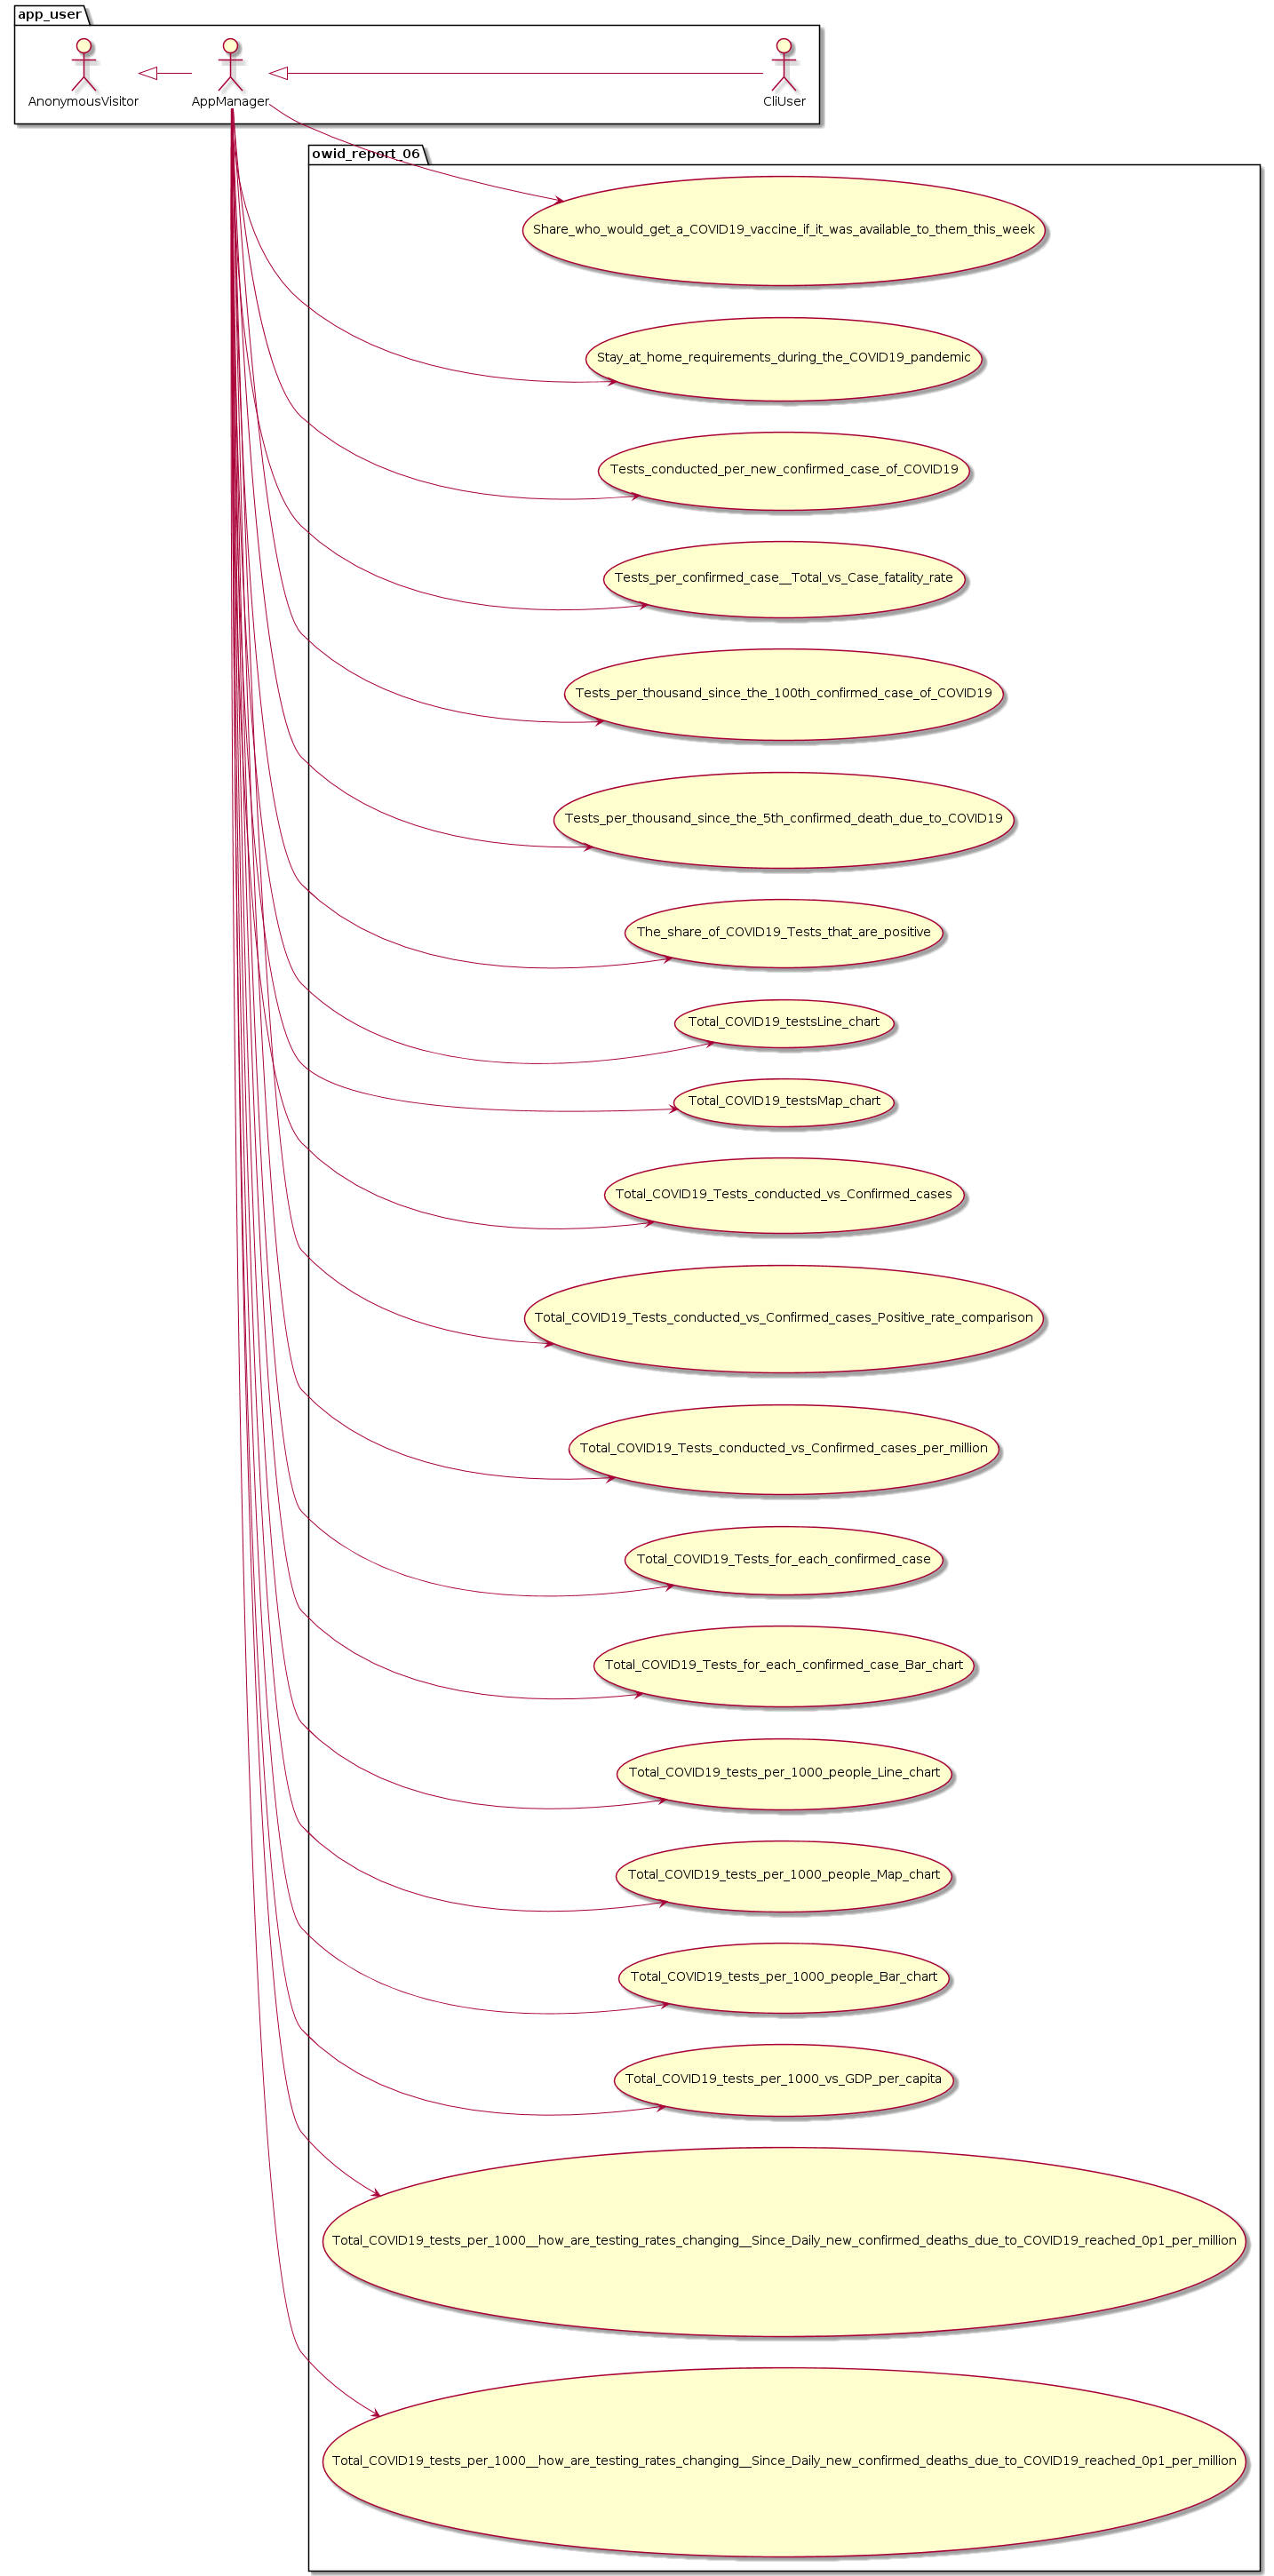 app_user
AnonymousVisitor
AppManager
CliUser
owid_report_06
Share_who_would_get_a_COVID19_vaccine_if_it_was_available_to_them_this_week
Stay_at_home_requirements_during_the_COVID19_pandemic
Tests_conducted_per_new_confirmed_case_of_COVID19
Tests_per_confirmed_case__Total_vs_Case_fatality_rate
Tests_per_thousand_since_the_100th_confirmed_case_of_COVID19
Tests_per_thousand_since_the_5th_confirmed_death_due_to_COVID19
The_share_of_COVID19_Tests_that_are_positive
Total_COVID19_testsLine_chart
Total_COVID19_testsMap_chart
Total_COVID19_Tests_conducted_vs_Confirmed_cases
Total_COVID19_Tests_conducted_vs_Confirmed_cases_Positive_rate_comparison
Total_COVID19_Tests_conducted_vs_Confirmed_cases_per_million
Total_COVID19_Tests_for_each_confirmed_case
Total_COVID19_Tests_for_each_confirmed_case_Bar_chart
Total_COVID19_tests_per_1000_people_Line_chart
Total_COVID19_tests_per_1000_people_Map_chart
Total_COVID19_tests_per_1000_people_Bar_chart
Total_COVID19_tests_per_1000_vs_GDP_per_capita
Total_COVID19_tests_per_1000__how_are_testing_rates_changing__Since_Daily_new_confirmed_deaths_due_to_COVID19_reached_0p1_per_million
Total_COVID19_tests_per_1000__how_are_testing_rates_changing__Since_Daily_new_confirmed_deaths_due_to_COVID19_reached_0p1_per_million